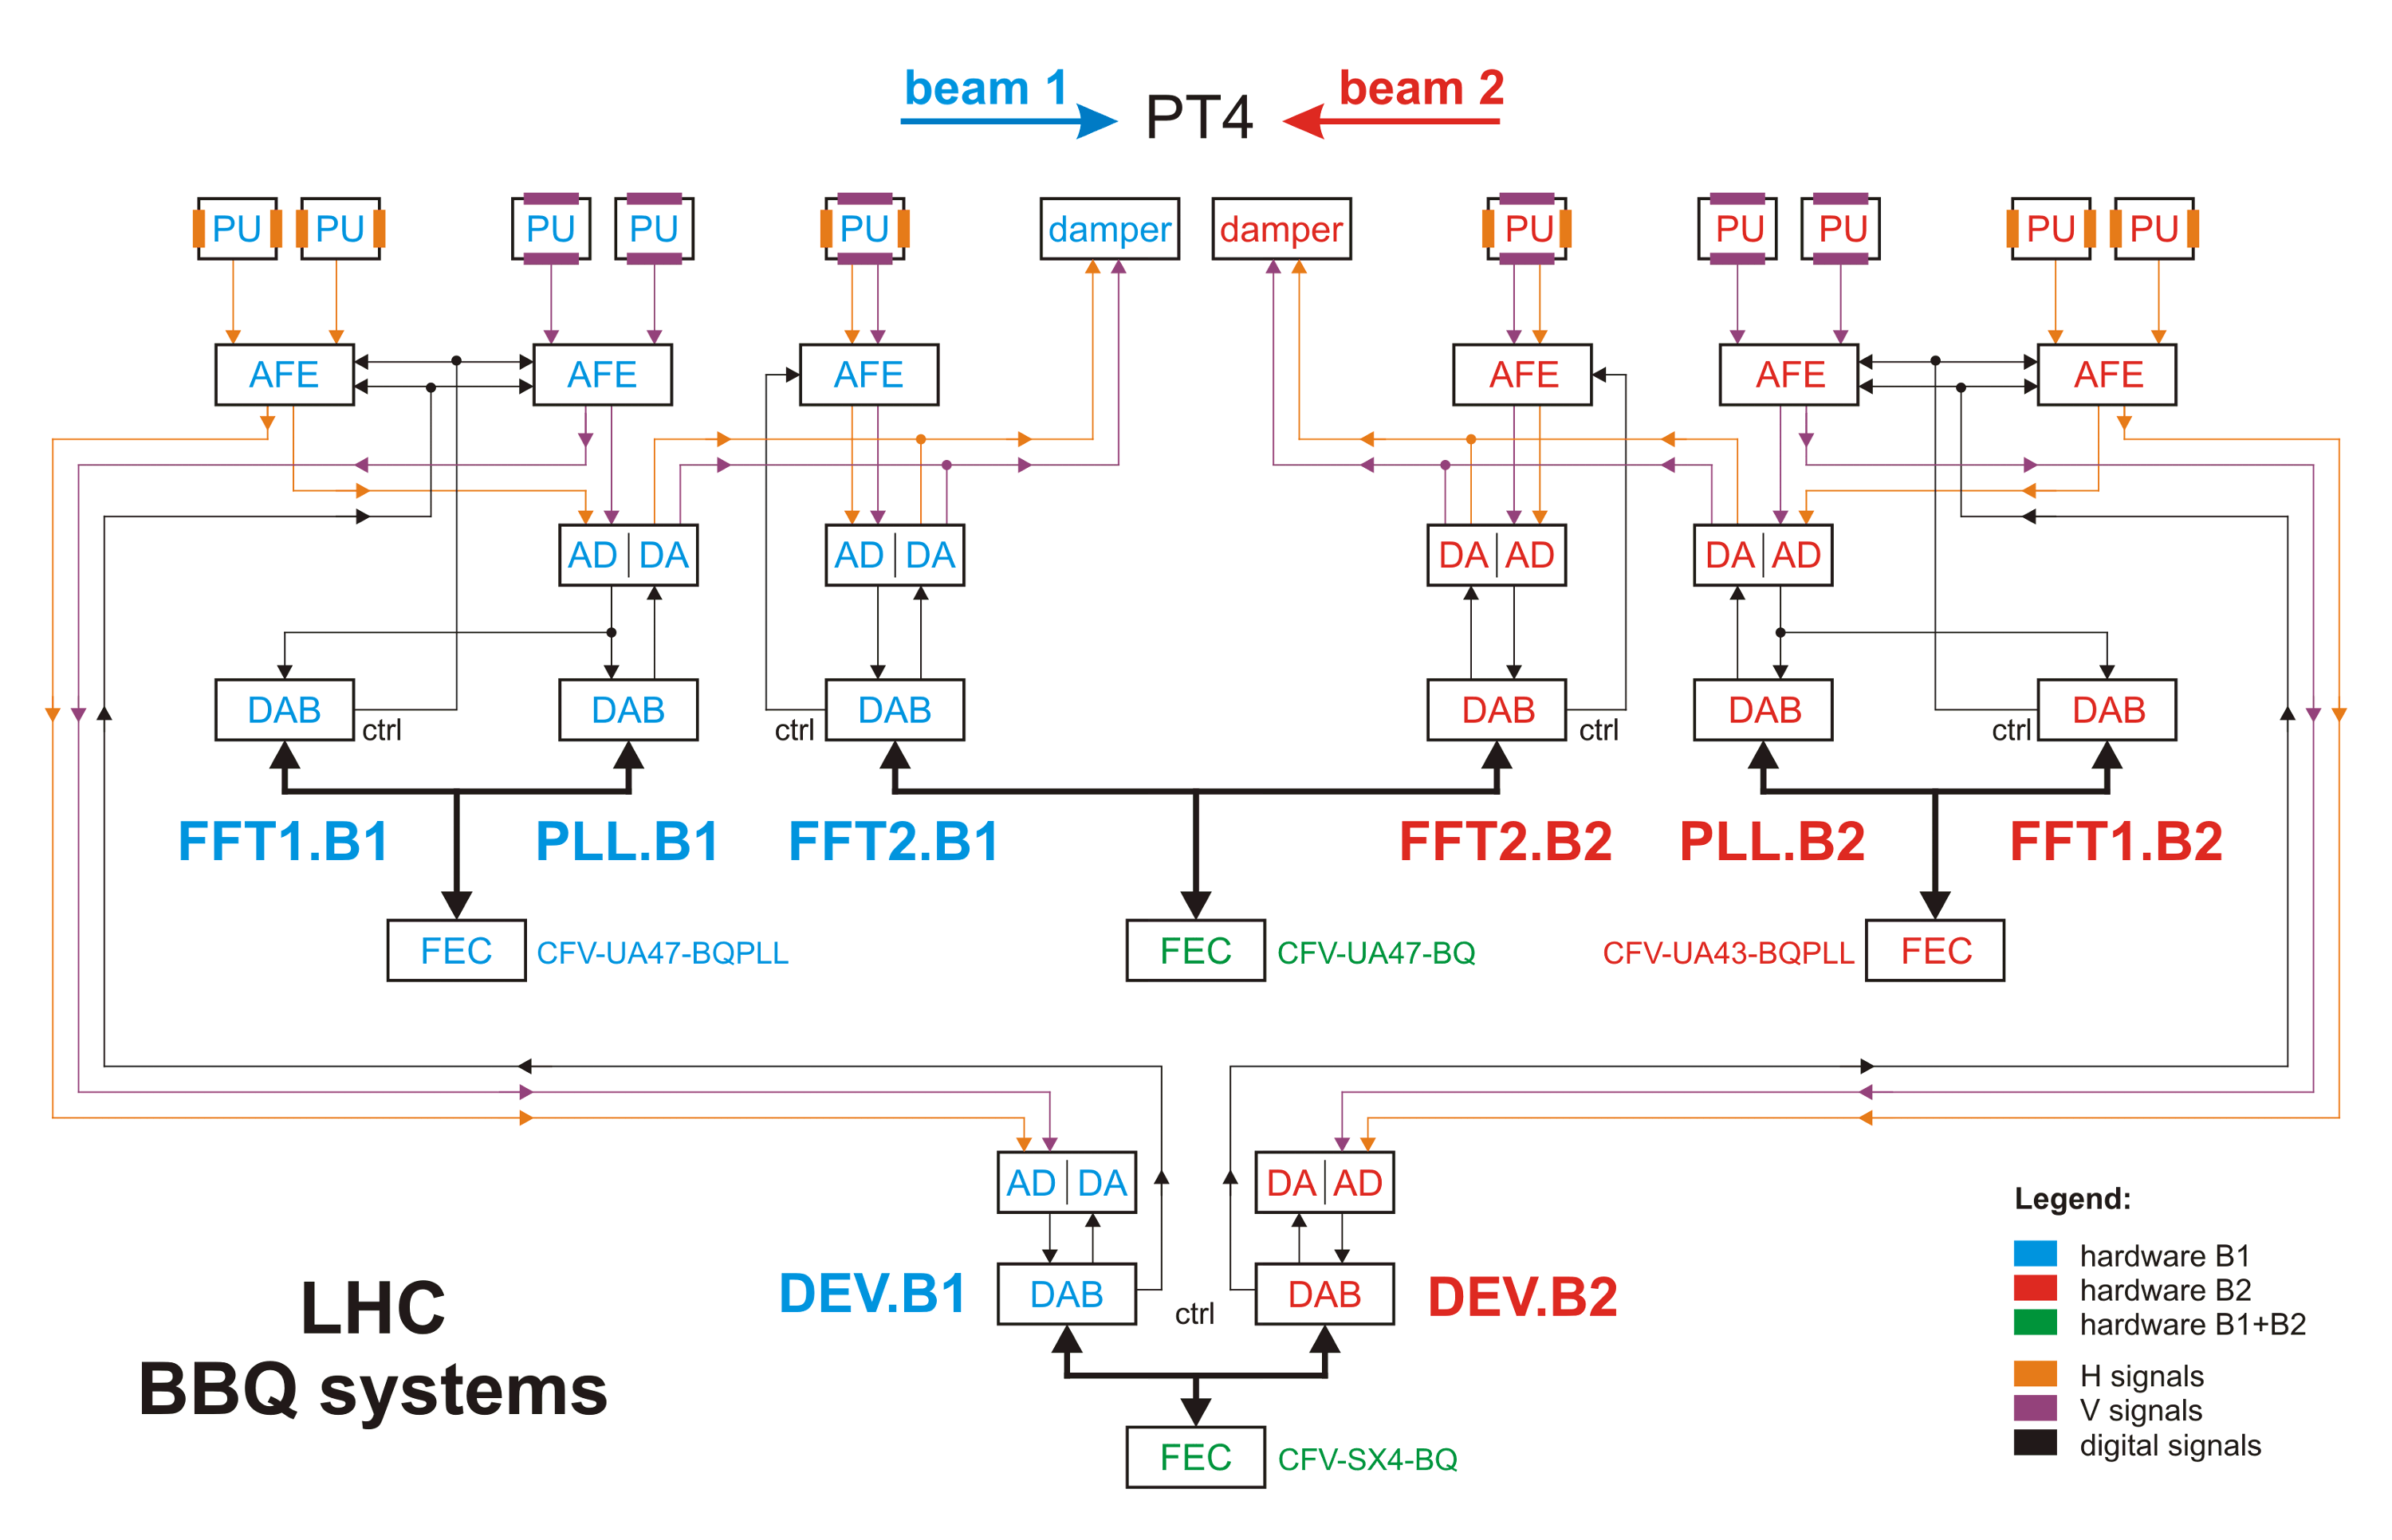 beam 1
PT4
beam 2
PU PU PU PU PU damper damper PU PU PU PU PU
AFE AFE AFE AFE AFE AFE
AD DA AD DA DA AD DA AD
DAB DAB DAB DAB DAB DAB
ctrl ctrl ctrl ctrl
FFT1.B1 PLL.B1 FFT2.B1 FFT2.B2 PLL.B2 FFT1.B2
FEC CFV-UA47-BQPLL FEC CFV-UA47-BQ CFV-UA43-BQPLL FEC
AD DA DA AD
DEV.B1 DAB DAB DEV.B2
ctrl
FEC CFV-SX4-BQ
LHC
BBQ systems
Legend:
hardware B1
hardware B2
hardware B1+B2
H signals
V signals
digital signals